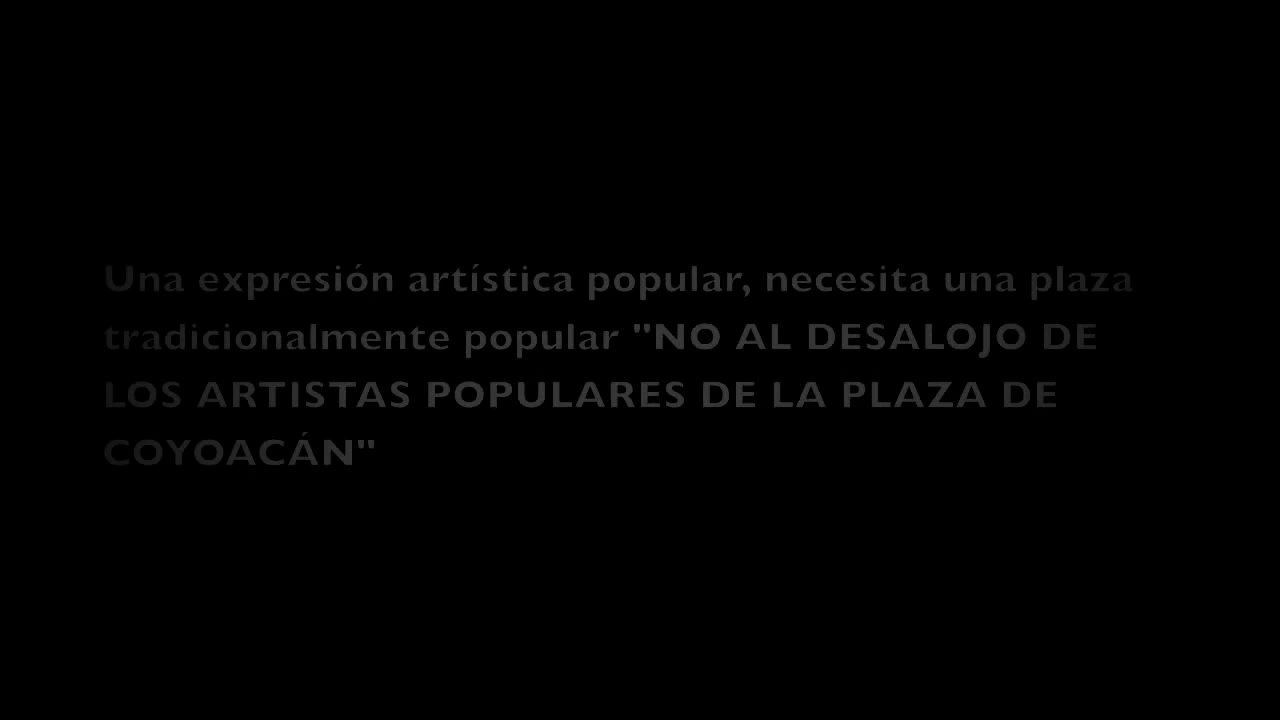 Una expresión artística popular, necesita una plaza
tradicionalmente popular "NO AL DESALOJO DE
LOS ARTISTAS POPULARES DE LA PLAZA DE
COYOACÁN"